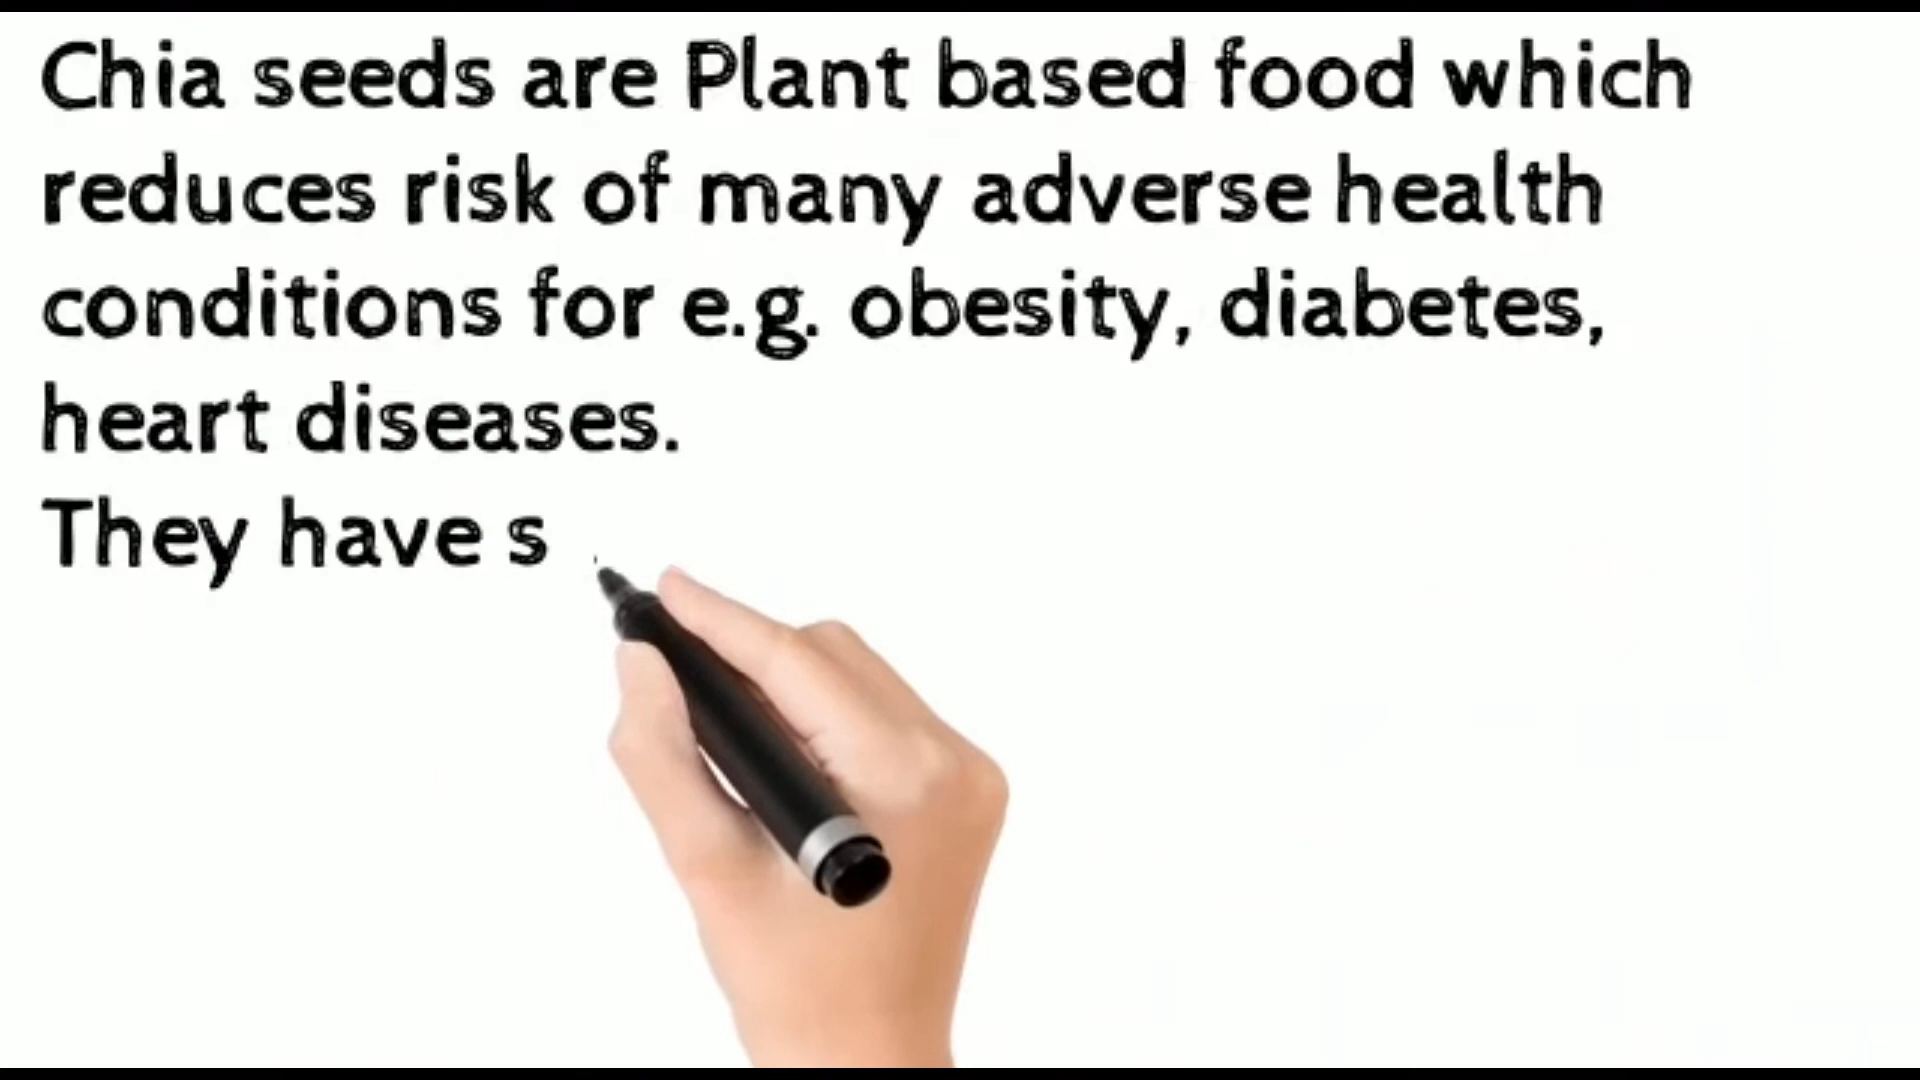 Chia seeds are Plant based food which
reduces risk of many adverse health
conditions for e.g. obesity, diabetes,
heart diseases.
They have s